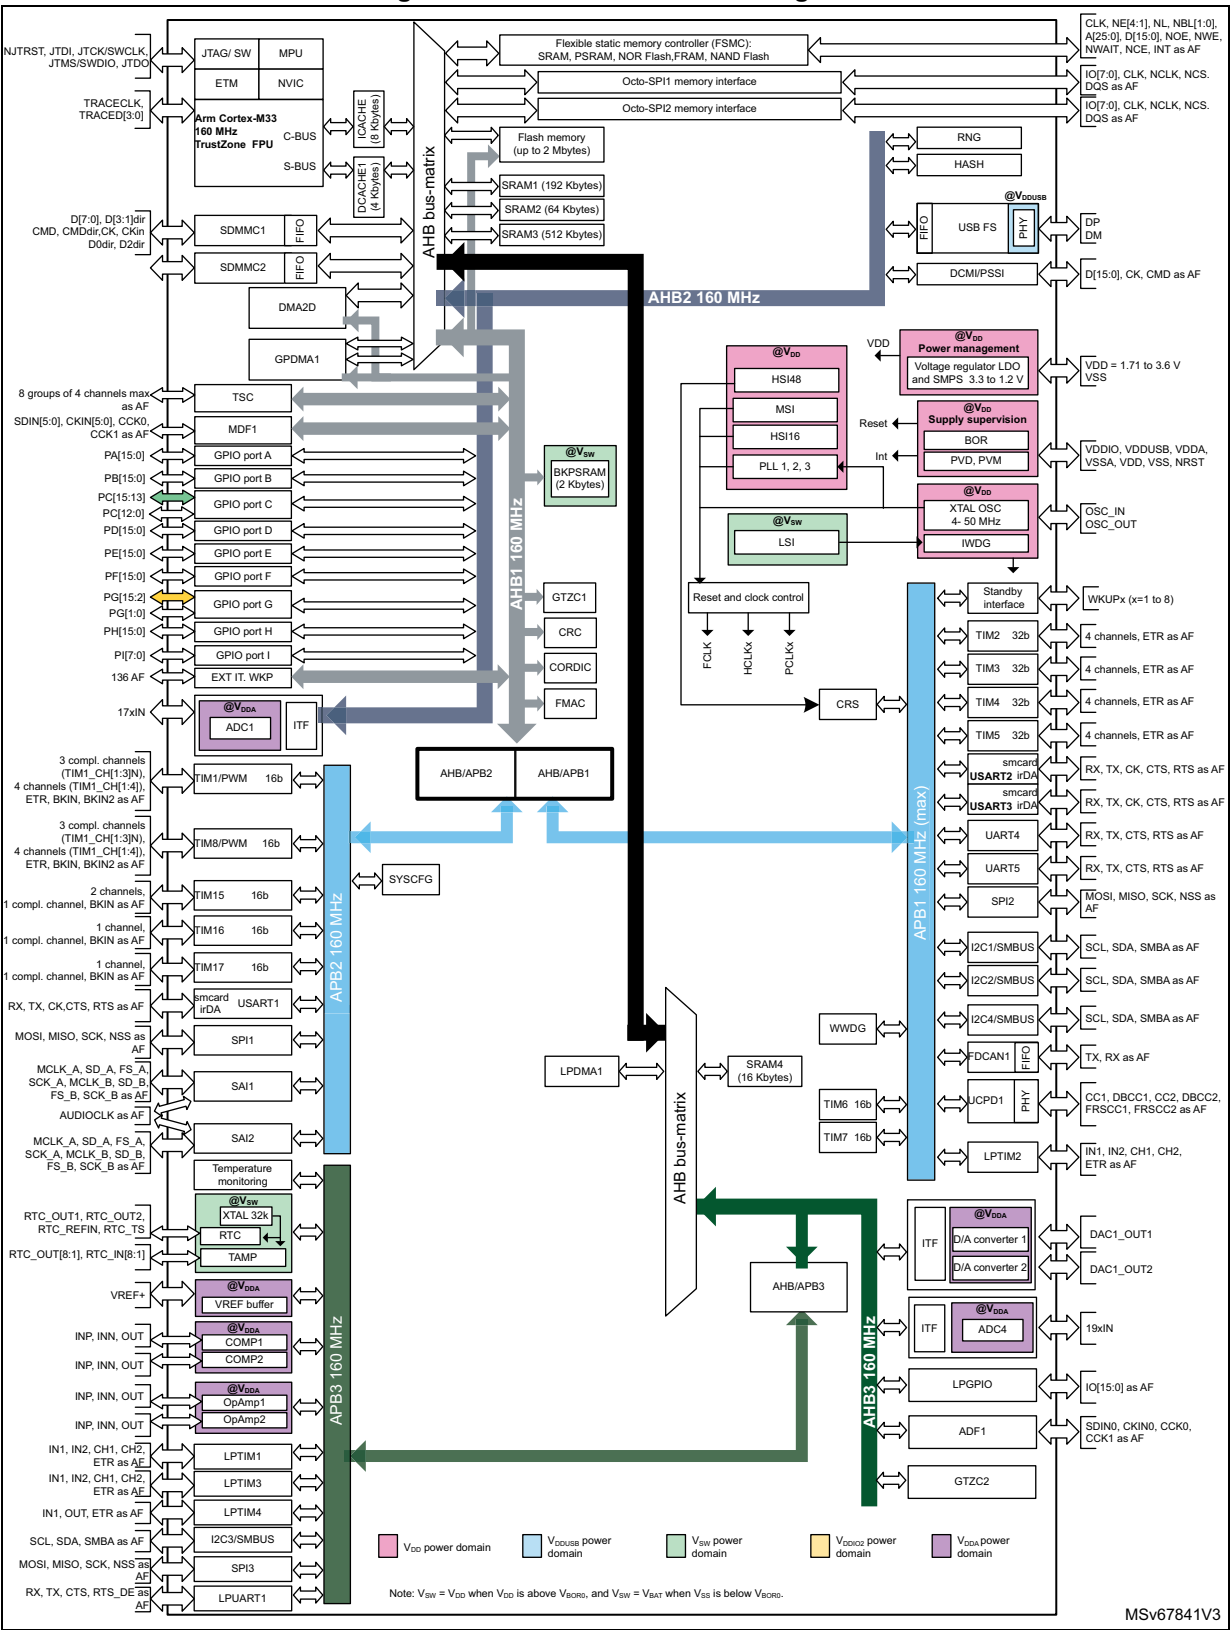 NJTRST, JTDI, JTCK/SWCLK,
JTMS/SWDIO, JTDO
TRACECLK,
TRACED[3:0]
JTAG/ SW
MPU
ETM
NVIC
Arm Cortex-M33
160 MHz
TrustZone FPU
C-BUS
S-BUS
ICACHE
(8 Kbytes)
DCACHE1
(4 Kbytes)
AHB bus-matrix
Flexible static memory controller (FSMC):
SRAM, PSRAM, NOR Flash,FRAM, NAND Flash
CLK, NE[4:1], NL, NBL[1:0],
A[25:0], D[15:0], NOE, NWE,
NWAIT, NCE, INT as AF
Octo-SPI1 memory interface
IO[7:0], CLK, NCLK, NCS.
DQS as AF
Octo-SPI2 memory interface
IO[7:0], CLK, NCLK, NCS.
DQS as AF
Flash memory
(up to 2 Mbytes)
SRAM1 (192 Kbytes)
SRAM2 (64 Kbytes)
SRAM3 (512 Kbytes)
RNG
HASH
@VDDUSB
FIFO
USB FS
PHY
DP
DM
DCMI/PSSI
D[15:0], CK, CMD as AF
D[7:0], D[3:1]dir
CMD, CMDdir,CK, CKin
D0dir, D2dir
SDMMC1
FIFO
SDMMC2
FIFO
DMA2D
GPDMA1
AHB2 160 MHz
AHB1 160 MHz
8 groups of 4 channels max
as AF
TSC
SDIN[5:0], CKIN[5:0], CCK0,
CCK1 as AF
MDF1
PA[15:0]
GPIO port A
PB[15:0]
GPIO port B
PC[15:13]
PC[12:0]
GPIO port C
PD[15:0]
GPIO port D
PE[15:0]
GPIO port E
PF[15:0]
GPIO port F
PG[15:2]
PG[1:0]
GPIO port G
PH[15:0]
GPIO port H
PI[7:0]
GPIO port I
136 AF
EXT IT. WKP
17xIN
@VDDA
ADC1
ITF
@VSW
BKPSRAM
(2 Kbytes)
GTZC1
CRC
CORDIC
FMAC
@VDD
HSI48
MSI
HSI16
PLL 1, 2, 3
@VSW
LSI
VDD
@VDD
Power management
Voltage regulator LDO
and SMPS 3.3 to 1.2 V
VDD = 1.71 to 3.6 V
VSS
@VDD
Supply supervision
Reset
BOR
Int
PVD, PVM
VDDIO, VDDUSB, VDDA,
VSSA, VDD, VSS, NRST
@VDD
XTAL OSC
4- 50 MHz
IWDG
OSC_IN
OSC_OUT
Reset and clock control
FCLK
HCLKx
PCLKx
CRS
Standby
interface
WKUPx (x=1 to 8)
TIM2 32b
4 channels, ETR as AF
TIM3 32b
4 channels, ETR as AF
TIM4 32b
4 channels, ETR as AF
TIM5 32b
4 channels, ETR as AF
smcard
USART2 irDA
RX, TX, CK, CTS, RTS as AF
smcard
USART3 irDA
RX, TX, CK, CTS, RTS as AF
UART4
RX, TX, CTS, RTS as AF
UART5
RX, TX, CTS, RTS as AF
SPI2
MOSI, MISO, SCK, NSS as
AF
I2C1/SMBUS
SCL, SDA, SMBA as AF
I2C2/SMBUS
SCL, SDA, SMBA as AF
I2C4/SMBUS
SCL, SDA, SMBA as AF
FDCAN1
FIFO
TX, RX as AF
UCPD1
PHY
CC1, DBCC1, CC2, DBCC2,
FRSCC1, FRSCC2 as AF
LPTIM2
IN1, IN2, CH1, CH2,
ETR as AF
APB1 160 MHz (max)
WWDG
TIM6 16b
TIM7 16b
AHB/APB2
AHB/APB1
3 compl. channels
(TIM1_CH[1:3]N),
4 channels (TIM1_CH[1:4]),
ETR, BKIN, BKIN2 as AF
TIM1/PWM 16b
3 compl. channels
(TIM1_CH[1:3]N),
4 channels (TIM1_CH[1:4]),
ETR, BKIN, BKIN2 as AF
TIM8/PWM 16b
2 channels,
1 compl. channel, BKIN as AF
TIM15 16b
1 channel,
1 compl. channel, BKIN as AF
TIM16 16b
1 channel,
1 compl. channel, BKIN as AF
TIM17 16b
RX, TX, CK,CTS, RTS as AF
smcard
irDA
USART1
MOSI, MISO, SCK, NSS as
AF
SPI1
MCLK_A, SD_A, FS_A,
SCK_A, MCLK_B, SD_B,
FS_B, SCK_B as AF
SAI1
AUDIOCLK as AF
MCLK_A, SD_A, FS_A,
SCK_A, MCLK_B, SD_B,
FS_B, SCK_B as AF
SAI2
APB2 160 MHz
SYSCFG
LPDMA1
AHB bus-matrix
SRAM4
(16 Kbytes)
Temperature
monitoring
@VSW
XTAL 32k
RTC
TAMP
RTC_OUT1, RTC_OUT2,
RTC_REFIN, RTC_TS
RTC_OUT[8:1], RTC_IN[8:1]
VREF+
@VDDA
VREF buffer
INP, INN, OUT
INP, INN, OUT
@VDDA
COMP1
COMP2
INP, INN, OUT
INP, INN, OUT
@VDDA
OpAmp1
OpAmp2
IN1, IN2, CH1, CH2,
ETR as AF
LPTIM1
IN1, IN2, CH1, CH2,
ETR as AF
LPTIM3
IN1, OUT, ETR as AF
LPTIM4
SCL, SDA, SMBA as AF
I2C3/SMBUS
MOSI, MISO, SCK, NSS as
AF
SPI3
RX, TX, CTS, RTS_DE as
AF
LPUART1
APB3 160 MHz
AHB/APB3
AHB3 160 MHz
ITF
@VDDA
D/A converter 1
D/A converter 2
DAC1_OUT1
DAC1_OUT2
ITF
@VDDA
ADC4
19xIN
LPGPIO
IO[15:0] as AF
ADF1
SDIN0, CKIN0, CCK0,
CCK1 as AF
GTZC2
VDD power domain
VDDUSB power
domain
VSW power
domain
VDDIO2 power
domain
VDDA power
domain
Note: VSW = VDD when VDD is above VBOR0, and VSW = VBAT when VSS is below VBOR0.
MSv67841V3